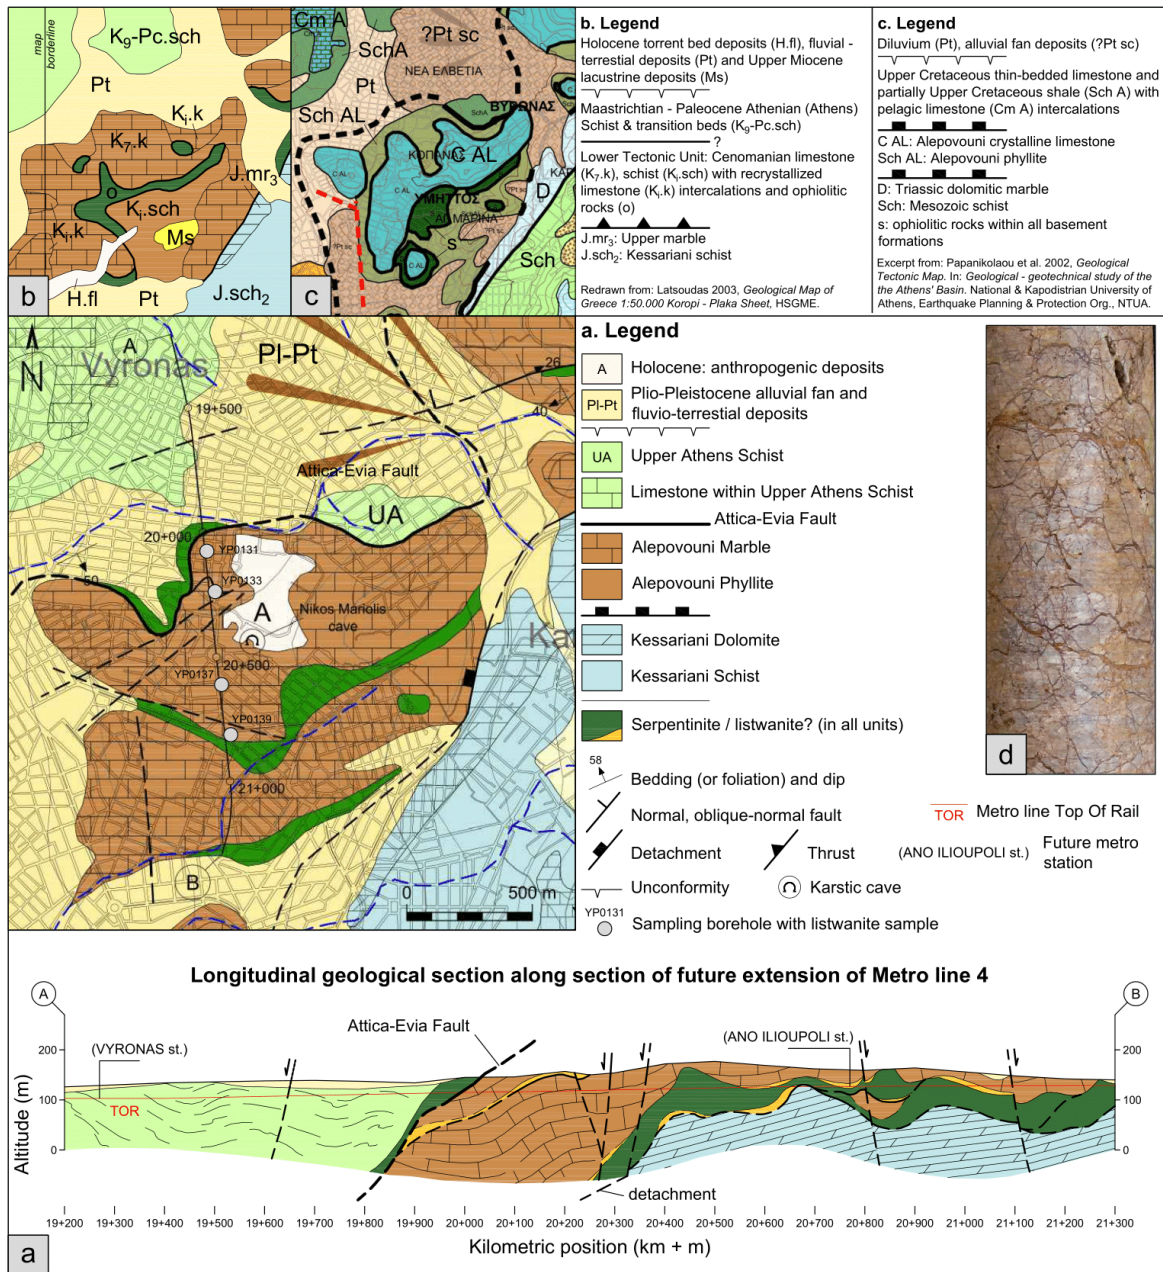 map
borderline
K₉-Pc.sch
Pt
Kᵢ.k
K₇.k
J.mr₃
o
Kᵢ.sch
Kᵢ.k
Ms
H.fl
Pt
J.sch₂
b
c
Cm A
SchA
?Pt sc
Pt
ΝΕΑ ΕΛΒΕΤΙΑ
Sch AL
SchA
ΒΥΡΩΝΑΣ
ΚΟΠΑΝΑΣ
C AL
C AL
C AL
D
ΚΑΡ
?Pt sc
ΥΜΗΤΤΟΣ
ΑΓ. ΜΑΡΙΝΑ
s
?Pt sc
?Pt sc
C AL
Sch
b. Legend
Holocene torrent bed deposits (H.fl), fluvial -
terrestial deposits (Pt) and Upper Miocene
lacustrine deposits (Ms)
Maastrichtian - Paleocene Athenian (Athens)
Schist & transition beds (K₉-Pc.sch)
?
Lower Tectonic Unit: Cenomanian limestone
(K₇.k), schist (Kᵢ.sch) with recrystallized
limestone (Kᵢ.k) intercalations and ophiolitic
rocks (o)
J.mr₃: Upper marble
J.sch₂: Kessariani schist
Redrawn from: Latsoudas 2003, Geological Map of
Greece 1:50.000 Koropi - Plaka Sheet, HSGME.
c. Legend
Diluvium (Pt), alluvial fan deposits (?Pt sc)
Upper Cretaceous thin-bedded limestone and
partially Upper Cretaceous shale (Sch A) with
pelagic limestone (Cm A) intercalations
C AL: Alepovouni crystalline limestone
Sch AL: Alepovouni phyllite
D: Triassic dolomitic marble
Sch: Mesozoic schist
s: ophiolitic rocks within all basement
formations
Excerpt from: Papanikolaou et al. 2002, Geological
Tectonic Map. In: Geological - geotechnical study of the
the Athens' Basin. National & Kapodistrian University of
Athens, Earthquake Planning & Protection Org., NTUA.
A
Vyronas
Pl-Pt
N
26
19+500
40
Attica-Evia Fault
UA
20+000
YP0131
50
YP0133
A
Nikos Mariolis
cave
Ka
20+500
YP0137
YP0139
21+000
B
0
500 m
a. Legend
A
Holocene: anthropogenic deposits
Pl-Pt
Plio-Pleistocene alluvial fan and
fluvio-terrestial deposits
UA
Upper Athens Schist
Limestone within Upper Athens Schist
Attica-Evia Fault
Alepovouni Marble
Alepovouni Phyllite
Kessariani Dolomite
Kessariani Schist
Serpentinite / listwanite? (in all units)
58
Bedding (or foliation) and dip
Normal, oblique-normal fault
TOR
Metro line Top Of Rail
Detachment
Thrust
(ANO ILIOUPOLI st.)
Future metro
station
Unconformity
Karstic cave
YP0131
Sampling borehole with listwanite sample
d
Longitudinal geological section along section of future extension of Metro line 4
A
B
Attica-Evia Fault
(VYRONAS st.)
(ANO ILIOUPOLI st.)
200
100
0
TOR
200
100
0
Altitude (m)
detachment
19+200 19+300 19+400 19+500 19+600 19+700 19+800 19+900 20+000 20+100 20+200 20+300 20+400 20+500 20+600 20+700 20+800 20+900 21+000 21+100 21+200 21+300
Kilometric position (km + m)
a